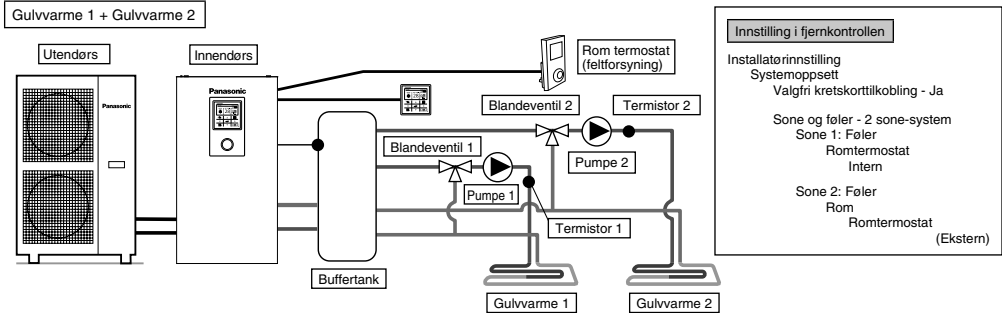 Gulvvarme 1 + Gulvvarme 2
Utendørs
Innendørs
Panasonic
Panasonic
Rom termostat
(feltforsyning)
Blandeventil 2
Termistor 2
Blandeventil 1
Pumpe 2
Pumpe 1
Termistor 1
Buffertank
Gulvvarme 1
Gulvvarme 2
Innstilling i fjernkontrollen
Installatørinnstilling
Systemoppsett
Valgfri kretskorttilkobling - Ja
Sone og føler - 2 sone-system
Sone 1: Føler
Romtermostat
Intern
Sone 2: Føler
Rom
Romtermostat
(Ekstern)